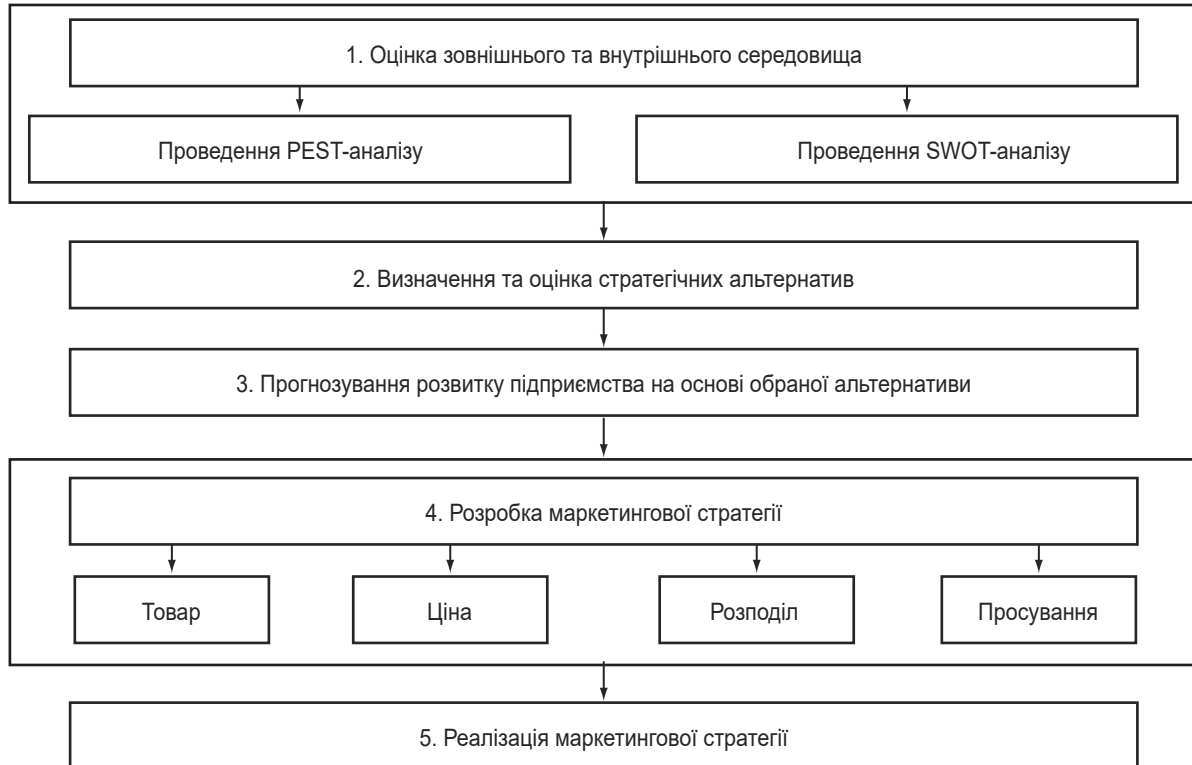 1. Оцінка зовнішнього та внутрішнього середовища
Проведення PEST-аналізу
Проведення SWOT-аналізу
2. Визначення та оцінка стратегічних альтернатив
3. Прогнозування розвитку підприємства на основі обраної альтернативи
4. Розробка маркетингової стратегії
Товар
Ціна
Розподіл
Просування
5. Реалізація маркетингової стратегії